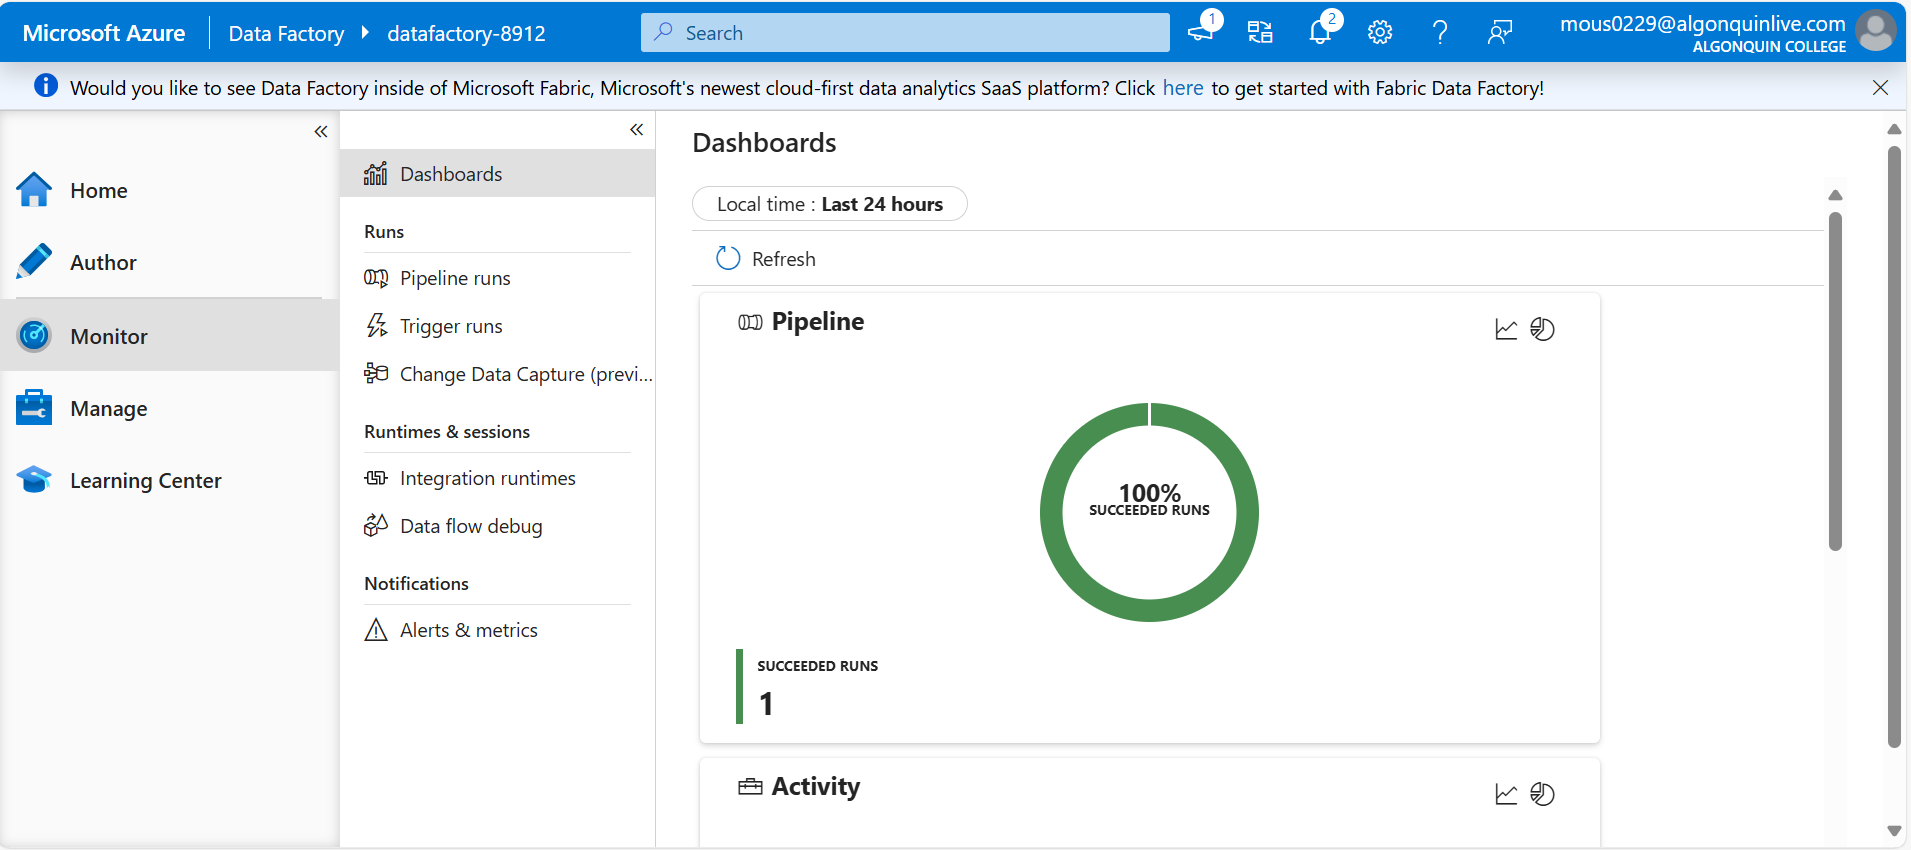 Microsoft Azure
Data Factory
datafactory-8912
Search
1
2
mous0229@algonquinlive.com
ALGONQUIN COLLEGE
Would you like to see Data Factory inside of Microsoft Fabric, Microsoft's newest cloud-first data analytics SaaS platform? Click here to get started with Fabric Data Factory!
Home
Author
Monitor
Manage
Learning Center
Dashboards
Runs
Pipeline runs
Trigger runs
Change Data Capture (previ...
Runtimes & sessions
Integration runtimes
Data flow debug
Notifications
Alerts & metrics
Dashboards
Local time : Last 24 hours
Refresh
Pipeline
100%
SUCCEEDED RUNS
SUCCEEDED RUNS
1
Activity